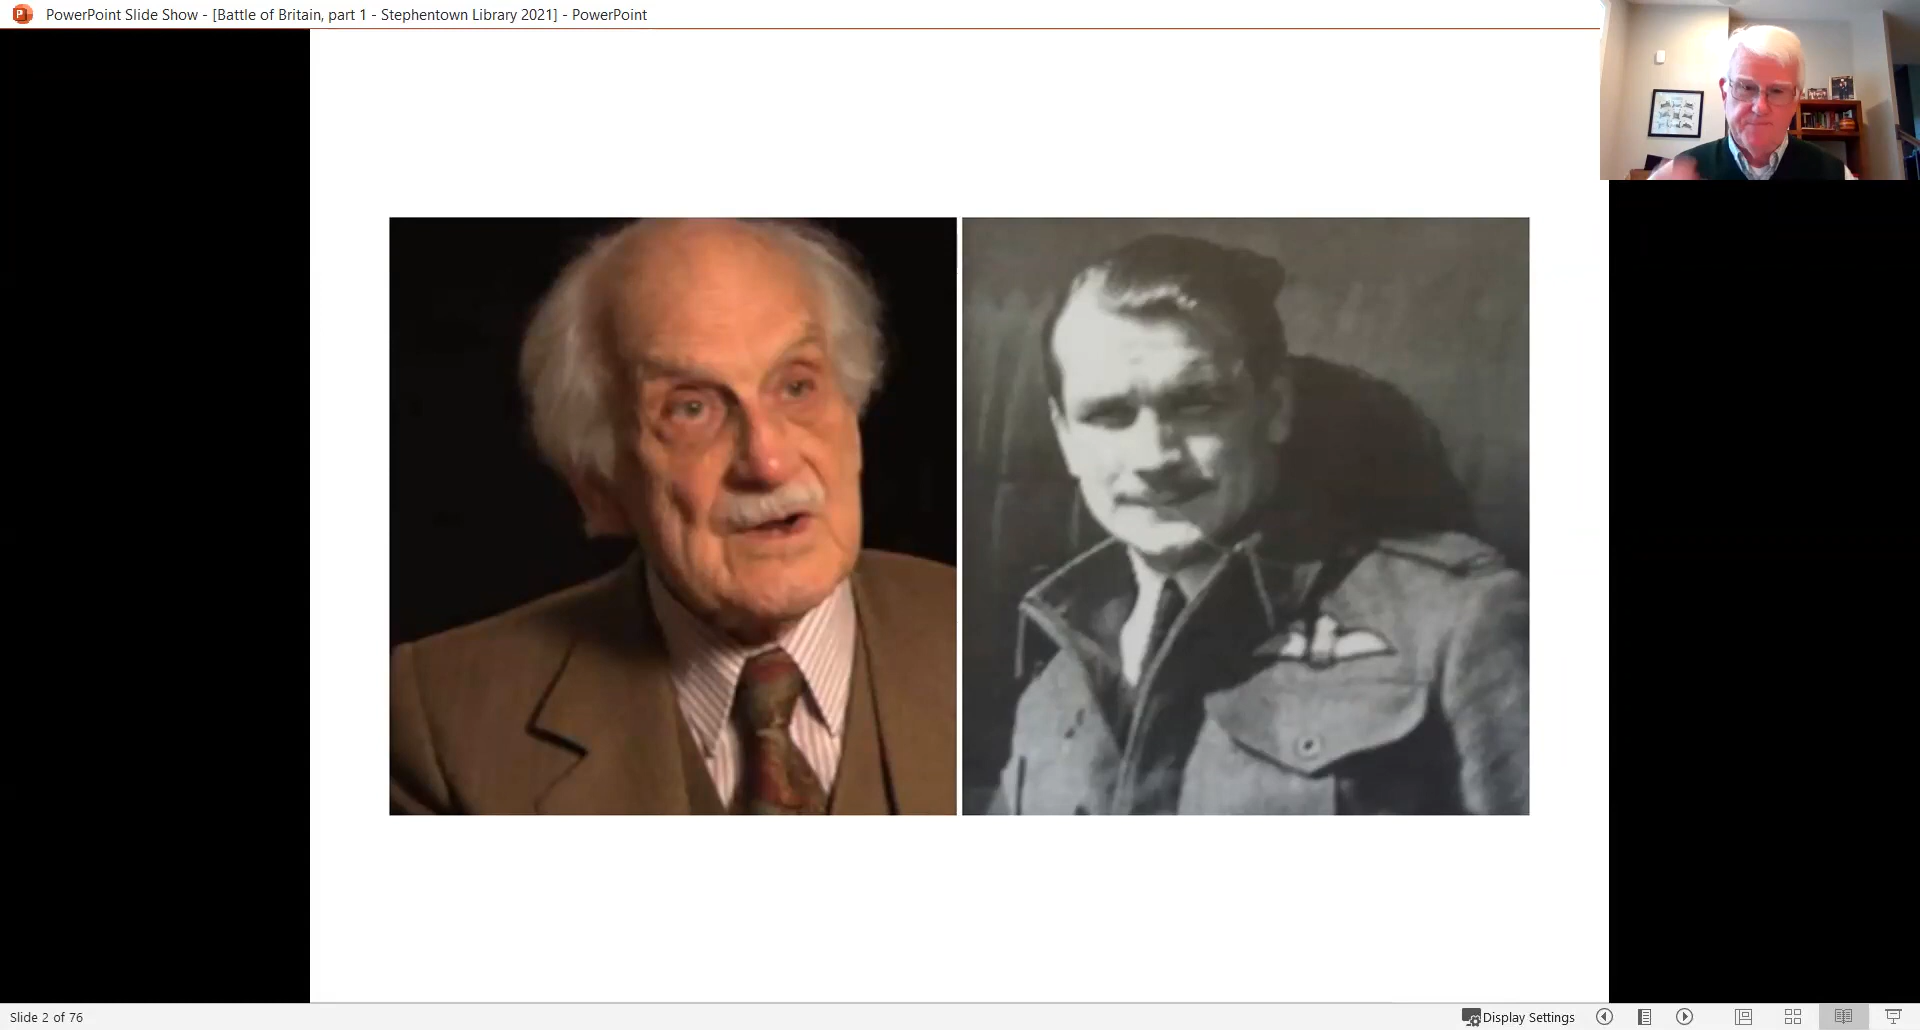 PowerPoint Slide Show - [Battle of Britain, part 1 - Stephentown Library 2021] - PowerPoint
Slide 2 of 76
Display Settings